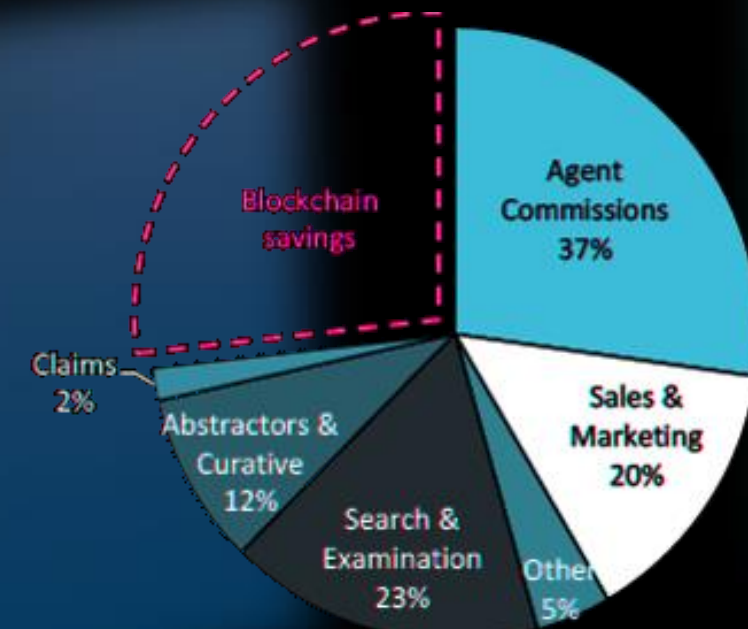 Blockchain
savings
Agent
Commissions
37%
Sales &
Marketing
20%
Other
5%
Search &
Examination
23%
Abstractors &
Curative
12%
Claims
2%